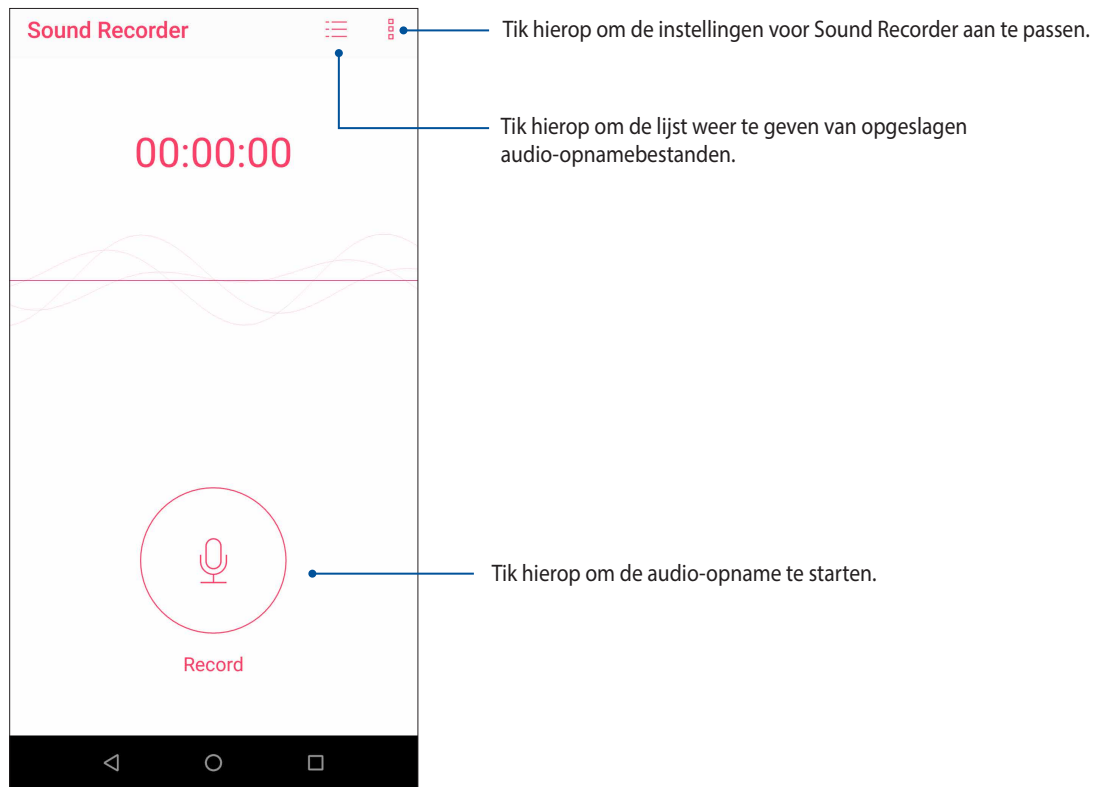 Sound Recorder
Tik hierop om de instellingen voor Sound Recorder aan te passen.
Tik hierop om de lijst weer te geven van opgeslagen
audio-opnamebestanden.
00:00:00
Tik hierop om de audio-opname te starten.
Record